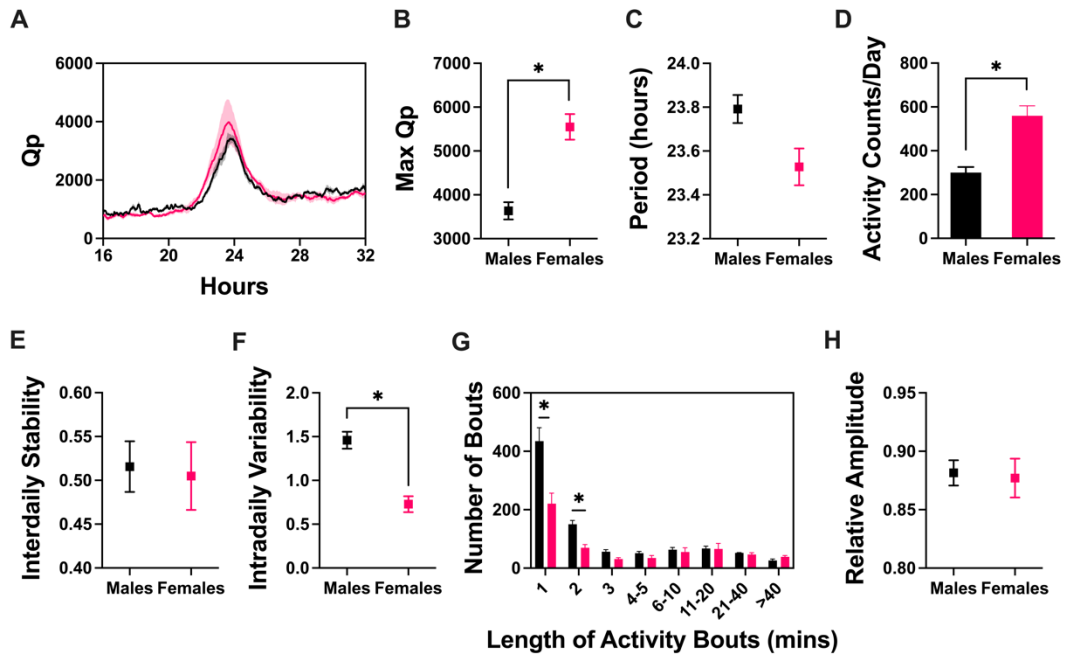 A
Qp
6000
4000
2000
0
16 20 24 28 32
Hours
B
Max Qp
7000
6000
5000
4000
3000
*
Males Females
C
Period (hours)
24.0
23.8
23.6
23.4
23.2
Males Females
D
Activity Counts/Day
800
600
400
200
0
*
Males Females
E
Interdaily Stability
0.60
0.55
0.50
0.45
0.40
Males Females
F
Intradaily Variability
2.0
1.5
1.0
0.5
0.0
*
Males Females
G
Number of Bouts
600
400
200
0
*
*
1 2 3 4-5 6-10 11-20 21-40 >40
Length of Activity Bouts (mins)
H
Relative Amplitude
0.95
0.90
0.85
0.80
Males Females